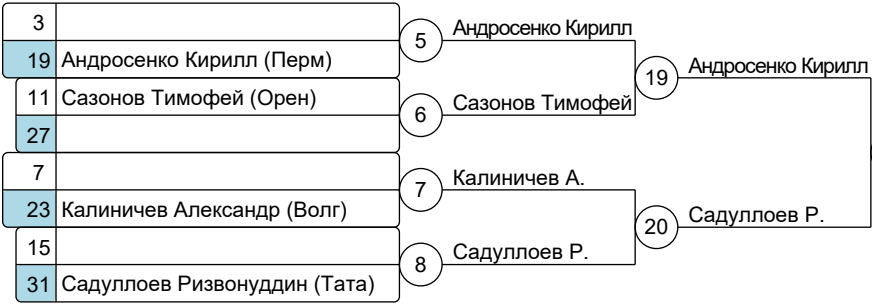 3
19 Андросенко Кирилл (Перм)
11 Сазонов Тимофей (Орен)
27
7
23 Калиничев Александр (Волг)
15
31 Садуллоев Ризвонуддин (Тата)
5 Андросенко Кирилл
6 Сазонов Тимофей
7 Калиничев А.
8 Садуллоев Р.
19 Андросенко Кирилл
20 Садуллоев Р.